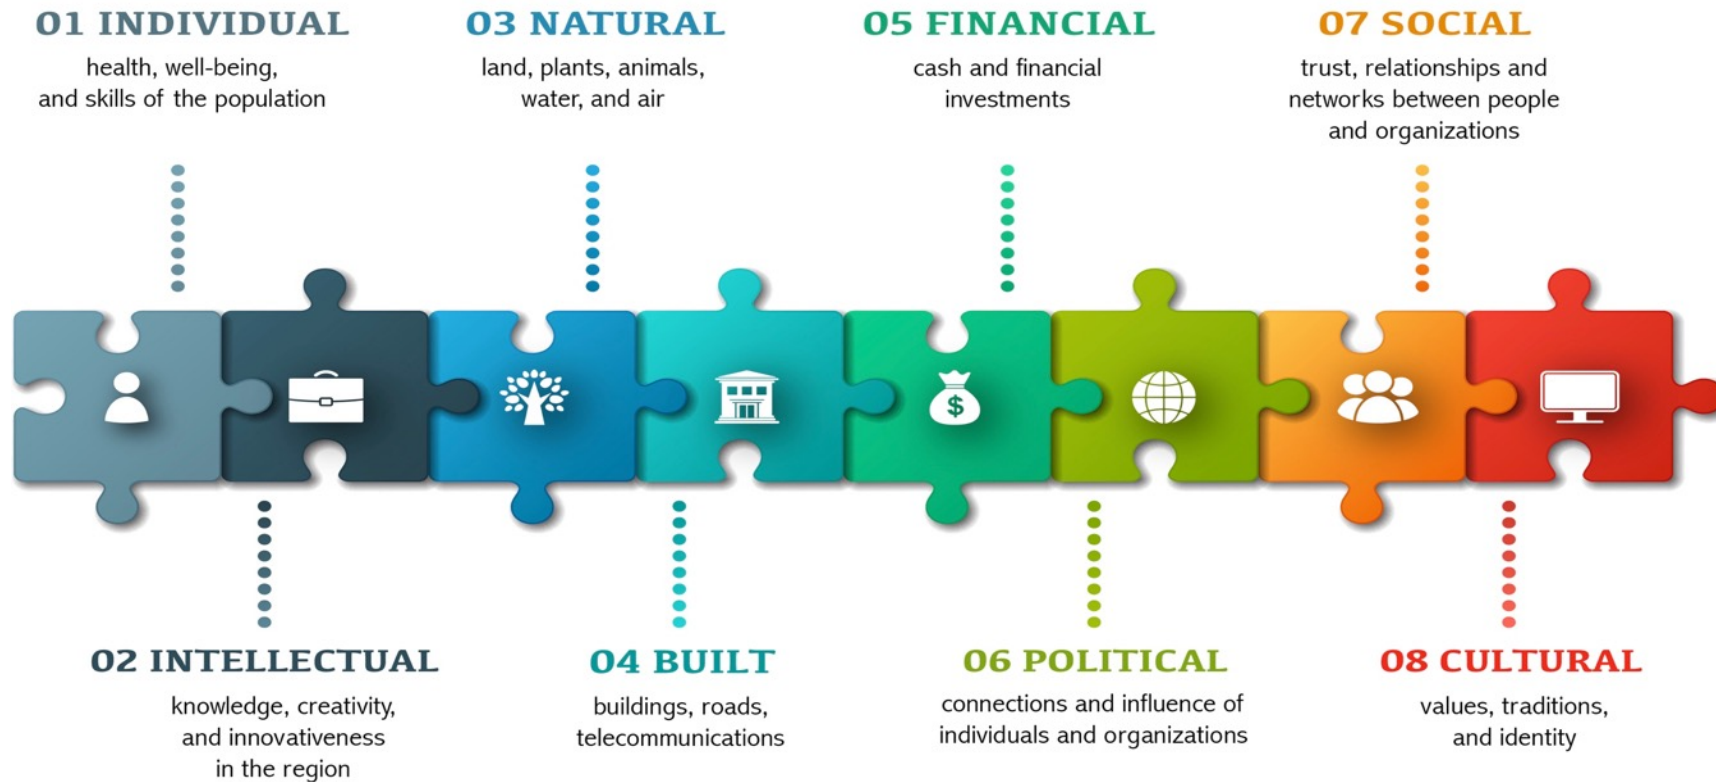 01 INDIVIDUAL
health, well-being,
and skills of the population
03 NATURAL
land, plants, animals,
water, and air
05 FINANCIAL
cash and financial
investments
07 SOCIAL
trust, relationships and
networks between people
and organizations
$
02 INTELLECTUAL
knowledge, creativity,
and innovativeness
in the region
04 BUILT
buildings, roads,
telecommunications
06 POLITICAL
connections and influence of
individuals and organizations
08 CULTURAL
values, traditions,
and identity